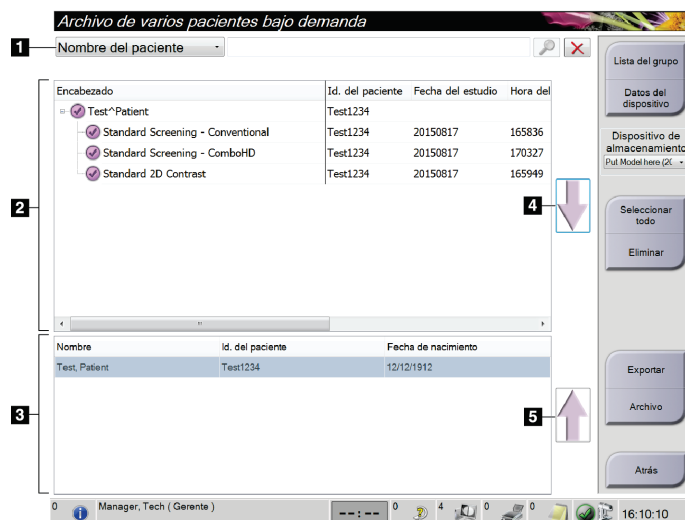 Archivo de varios pacientes bajo demanda
1
Nombre del paciente
Lista del grupo
Datos del
dispositivo
Dispositivo de
almacenamiento
Put Model here (2(
Seleccionar
todo
Eliminar
Exportar
Archivo
Atrás
2
Encabezado Id. del paciente Fecha del estudio Hora del
Test^Patient Test1234
Standard Screening - Conventional Test1234 20150817 165836
Standard Screening - ComboHD Test1234 20150817 170327
Standard 2D Contrast Test1234 20150817 165949
4
3
Nombre Id. del paciente Fecha de nacimiento
Test, Patient Test1234 12/12/1912
5
0 Manager, Tech ( Gerente ) --:-- 0 4 0 0 16:10:10